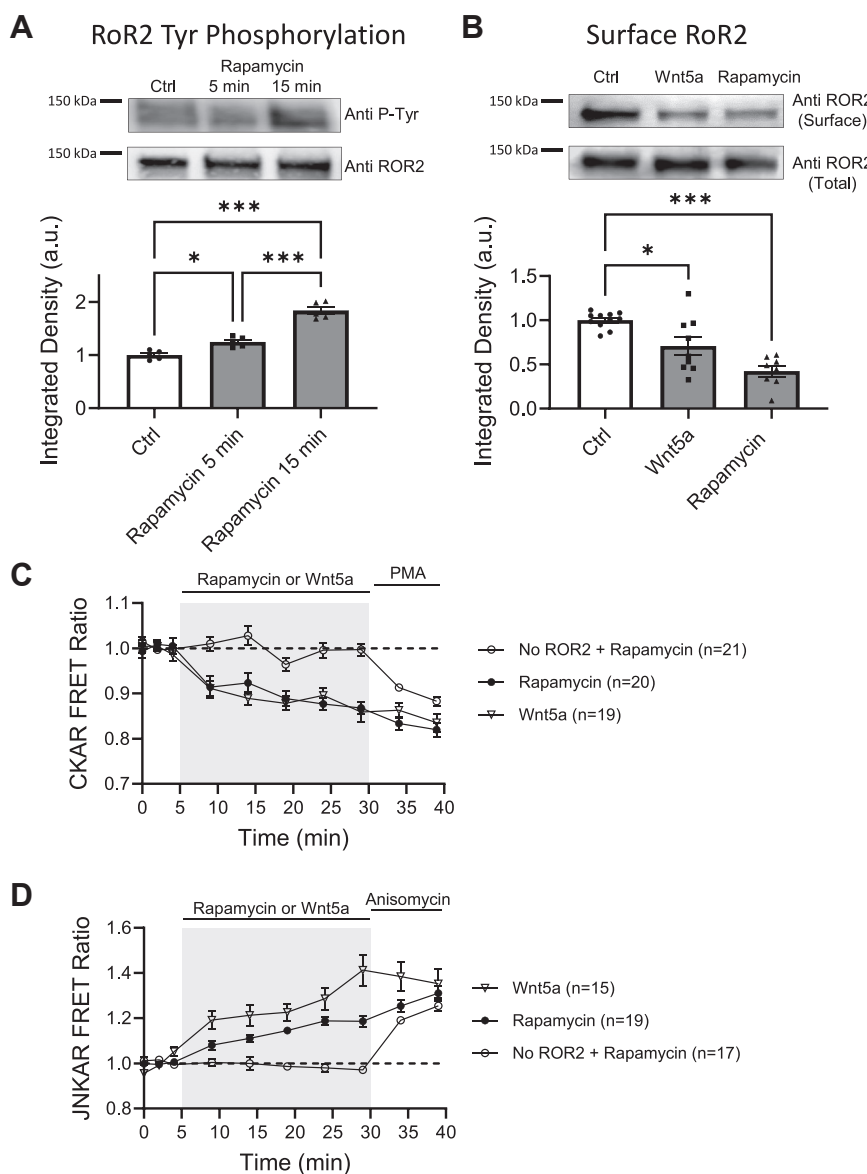 A
RoR2 Tyr Phosphorylation
Rapamycin
Ctrl 5 min 15 min
150 kDa
Anti P-Tyr
150 kDa
Anti ROR2
***
* ***
Integrated Density (a.u.)
2
1
0
Ctrl
Rapamycin 5 min
Rapamycin 15 min
B
Surface RoR2
Ctrl Wnt5a Rapamycin
150 kDa
Anti ROR2
(Surface)
150 kDa
Anti ROR2
(Total)
***
*
Integrated Density (a.u.)
1.5
1.0
0.5
0.0
Ctrl
Wnt5a
Rapamycin
C
Rapamycin or Wnt5a
PMA
CKAR FRET Ratio
1.1
1.0
0.9
0.8
0.7
0 5 10 15 20 25 30 35 40
Time (min)
No ROR2 + Rapamycin (n=21)
Rapamycin (n=20)
Wnt5a (n=19)
D
Rapamycin or Wnt5a
Anisomycin
JNKAR FRET Ratio
1.6
1.4
1.2
1.0
0.8
0 5 10 15 20 25 30 35 40
Time (min)
Wnt5a (n=15)
Rapamycin (n=19)
No ROR2 + Rapamycin (n=17)